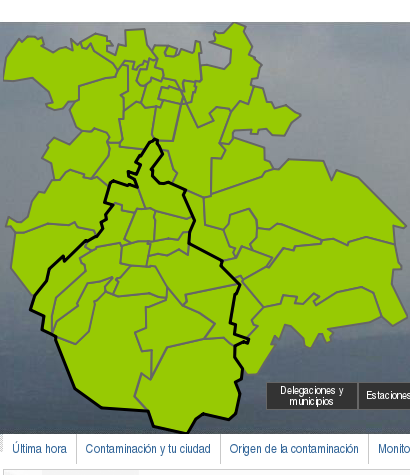 Delegaciones y
municipios
Estaciones
Última hora
Contaminación y tu ciudad
Origen de la contaminación
Monito